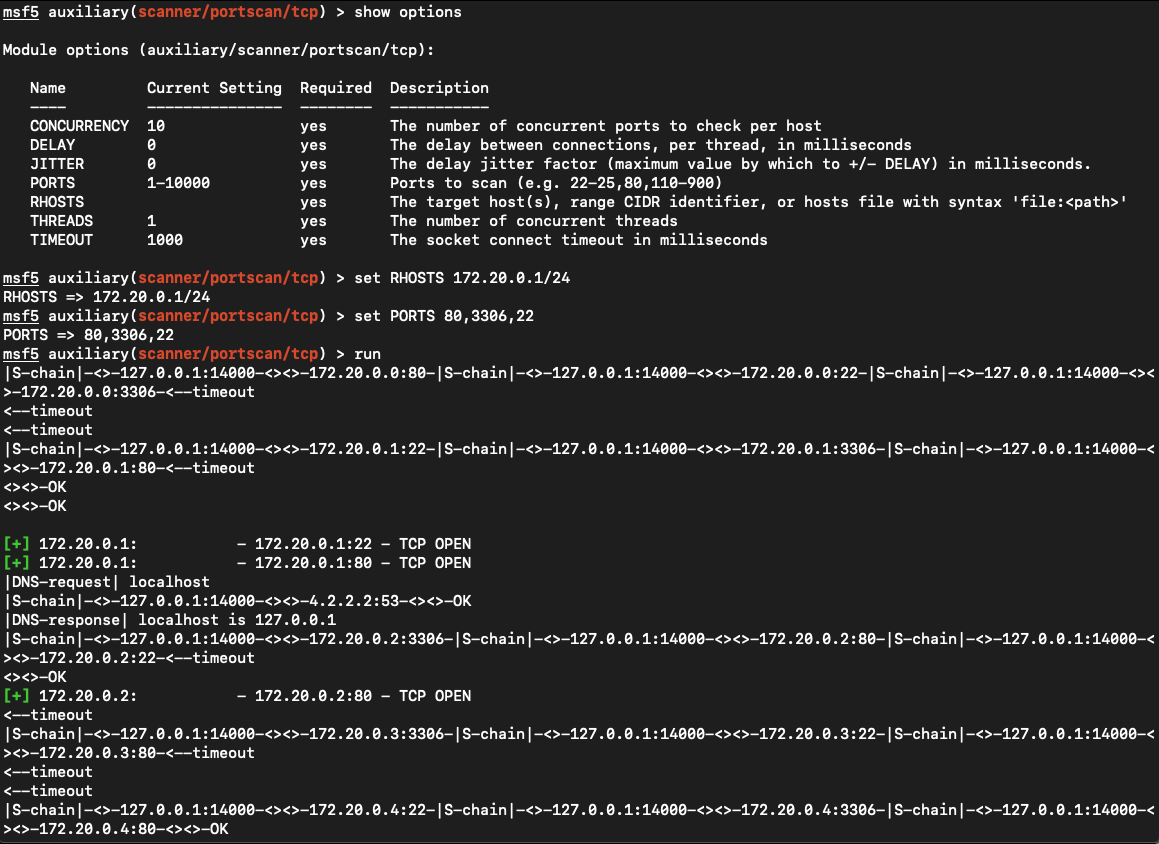 msf5 auxiliary(scanner/portscan/tcp) > show options
Module options (auxiliary/scanner/portscan/tcp):
Name Current Setting Required Description
---- --------------- -------- -----------
CONCURRENCY 10 yes The number of concurrent ports to check per host
DELAY 0 yes The delay between connections, per thread, in milliseconds
JITTER 0 yes The delay jitter factor (maximum value by which to +/- DELAY) in milliseconds.
PORTS 1-10000 yes Ports to scan (e.g. 22-25,80,110-900)
RHOSTS yes The target host(s), range CIDR identifier, or hosts file with syntax 'file:<path>'
THREADS 1 yes The number of concurrent threads
TIMEOUT 1000 yes The socket connect timeout in milliseconds
msf5 auxiliary(scanner/portscan/tcp) > set RHOSTS 172.20.0.1/24
RHOSTS => 172.20.0.1/24
msf5 auxiliary(scanner/portscan/tcp) > set PORTS 80,3306,22
PORTS => 80,3306,22
msf5 auxiliary(scanner/portscan/tcp) > run
|S-chain|-<>-127.0.0.1:14000-<><>-172.20.0.0:80-|S-chain|-<>-127.0.0.1:14000-<><>-172.20.0.0:22-|S-chain|-<>-127.0.0.1:14000-<><
>-172.20.0.0:3306-<--timeout
<--timeout
<--timeout
|S-chain|-<>-127.0.0.1:14000-<><>-172.20.0.1:22-|S-chain|-<>-127.0.0.1:14000-<><>-172.20.0.1:3306-|S-chain|-<>-127.0.0.1:14000-<
><>-172.20.0.1:80-<--timeout
<><>-OK
<><>-OK
[+] 172.20.0.1: - 172.20.0.1:22 - TCP OPEN
[+] 172.20.0.1: - 172.20.0.1:80 - TCP OPEN
|DNS-request| localhost
|S-chain|-<>-127.0.0.1:14000-<><>-4.2.2.2:53-<><>-OK
|DNS-response| localhost is 127.0.0.1
|S-chain|-<>-127.0.0.1:14000-<><>-172.20.0.2:3306-|S-chain|-<>-127.0.0.1:14000-<><>-172.20.0.2:80-|S-chain|-<>-127.0.0.1:14000-<
><>-172.20.0.2:22-<--timeout
<><>-OK
[+] 172.20.0.2: - 172.20.0.2:80 - TCP OPEN
<--timeout
|S-chain|-<>-127.0.0.1:14000-<><>-172.20.0.3:3306-|S-chain|-<>-127.0.0.1:14000-<><>-172.20.0.3:22-|S-chain|-<>-127.0.0.1:14000-<
><>-172.20.0.3:80-<--timeout
<--timeout
<--timeout
|S-chain|-<>-127.0.0.1:14000-<><>-172.20.0.4:22-|S-chain|-<>-127.0.0.1:14000-<><>-172.20.0.4:3306-|S-chain|-<>-127.0.0.1:14000-<
><>-172.20.0.4:80-<><>-OK